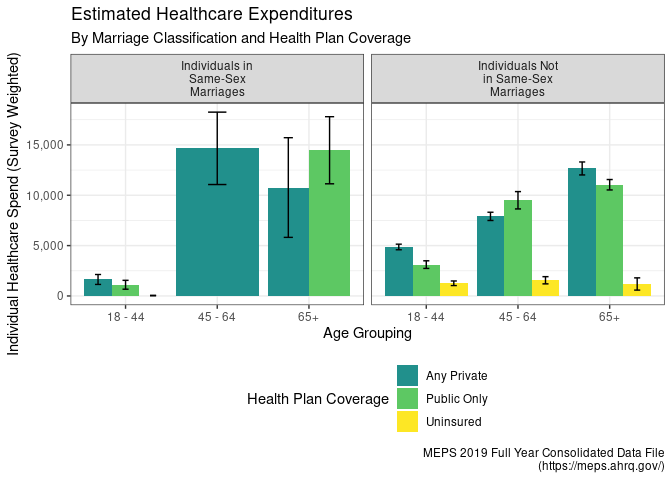 Estimated Healthcare Expenditures
By Marriage Classification and Health Plan Coverage
Individuals in
Same-Sex
Marriages
Individuals Not
in Same-Sex
Marriages
Individual Healthcare Spend (Survey Weighted)
15,000
10,000
5,000
0
18 - 44
45 - 64
65+
18 - 44
45 - 64
65+
Age Grouping
Health Plan Coverage
Any Private
Public Only
Uninsured
MEPS 2019 Full Year Consolidated Data File
(https://meps.ahrq.gov/)